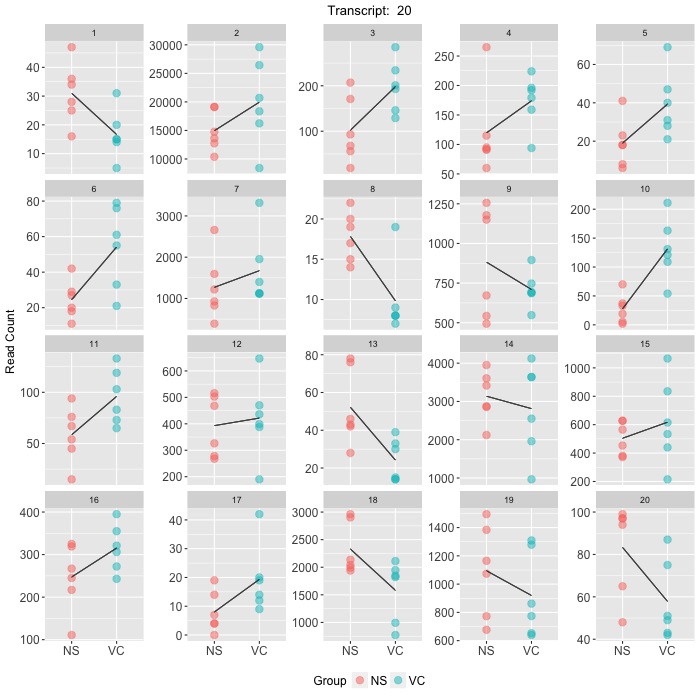 Transcript: 20
1 2 3 4 5
40 30000 200 250 60
30 25000 100 200 40
20 20000 150 20
10 15000 100
10000 50
6 7 8 9 10
80 3000 20 1250 200
60 2000 15 1000 150
40 1000 10 750 100
20 500 50
0
Read Count
11 12 13 14 15
100 600 80 4000 1000
50 500 60 3000 800
400 40 2000 600
300 20 1000 400
200 200
16 17 18 19 20
400 40 3000 1400 100
300 30 2500 1200 80
200 20 2000 1000 60
100 10 1500 800 40
0 1000 600
NS VC NS VC NS VC NS VC NS VC
Group NS VC